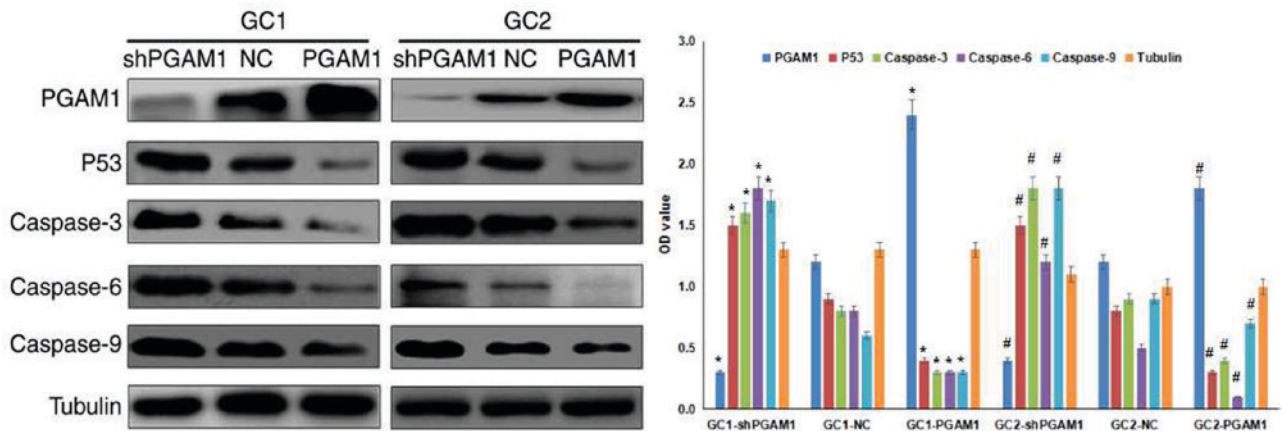 GC1 GC2
shPGAM1 NC PGAM1 shPGAM1 NC PGAM1
PGAM1
P53
Caspase-3
Caspase-6
Caspase-9
Tubulin
3.0
2.5
2.0
1.5
1.0
0.5
0.0
OD value
PGAM1 P53 Caspase-3 Caspase-6 Caspase-9 Tubulin
* * * * *
* * * * *
# # # # #
# # # # #
GC1-shPGAM1 GC1-NC GC1-PGAM1 GC2-shPGAM1 GC2-NC GC2-PGAM1